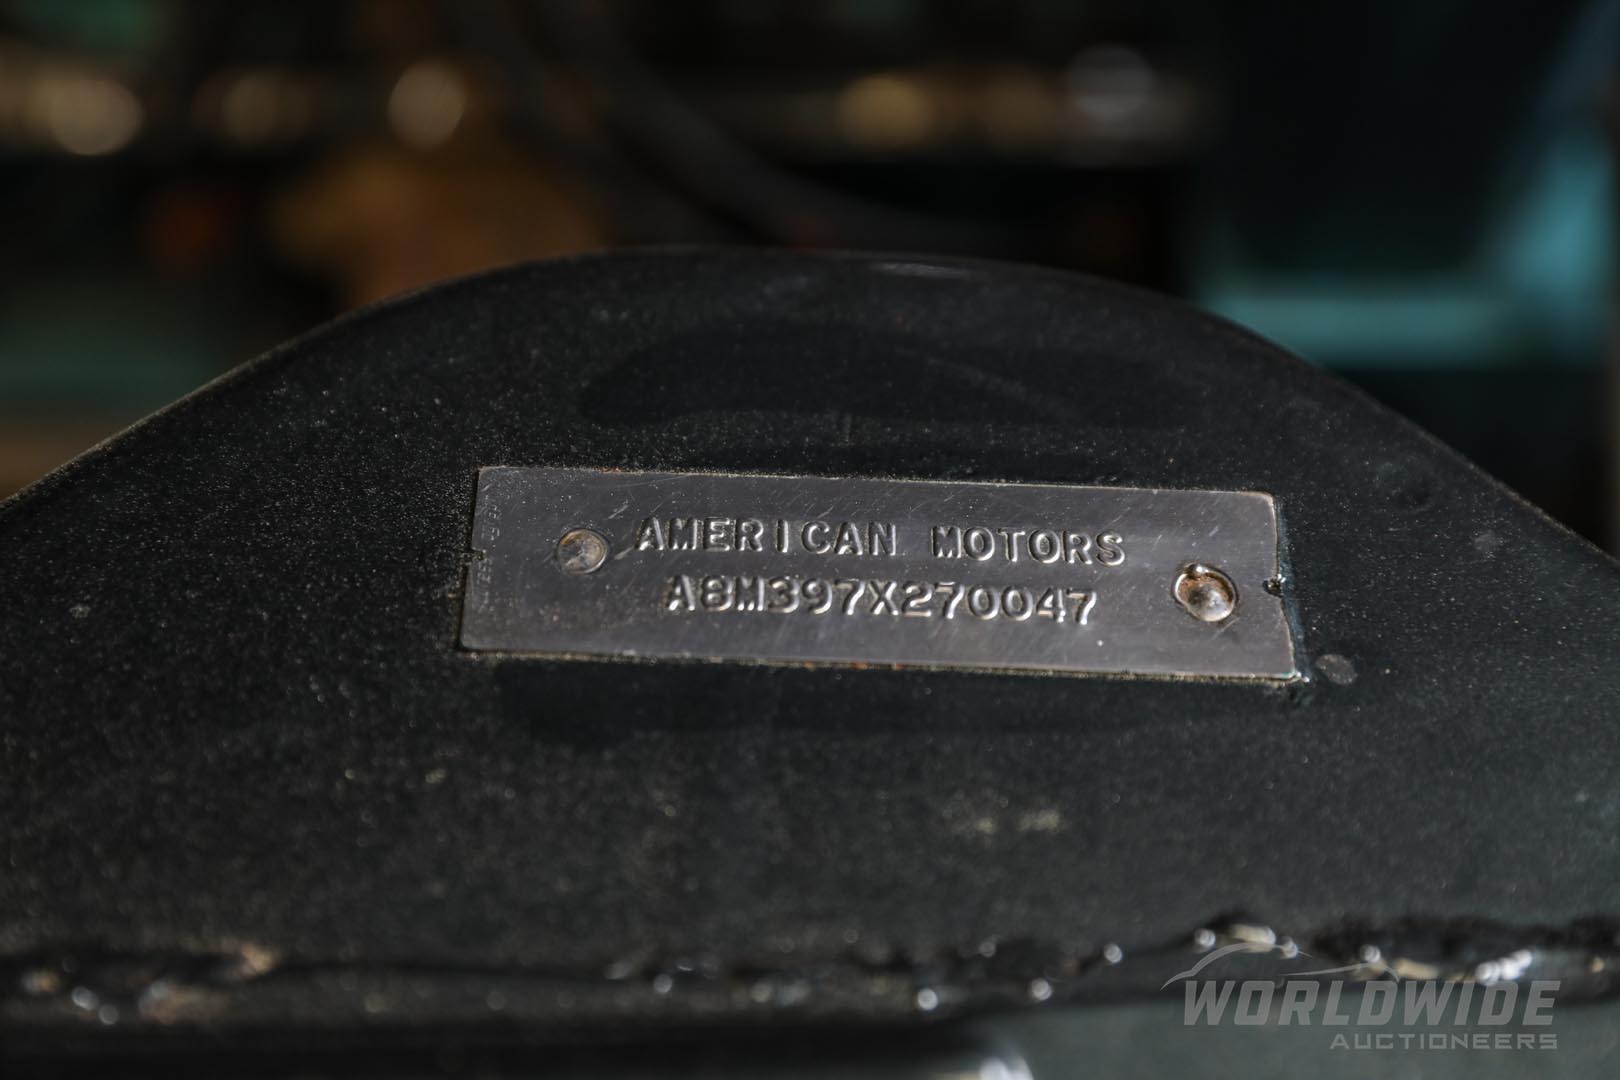 AMERICAN MOTORS
A8M397X270047
WORLDWIDE
AUCTIONEERS